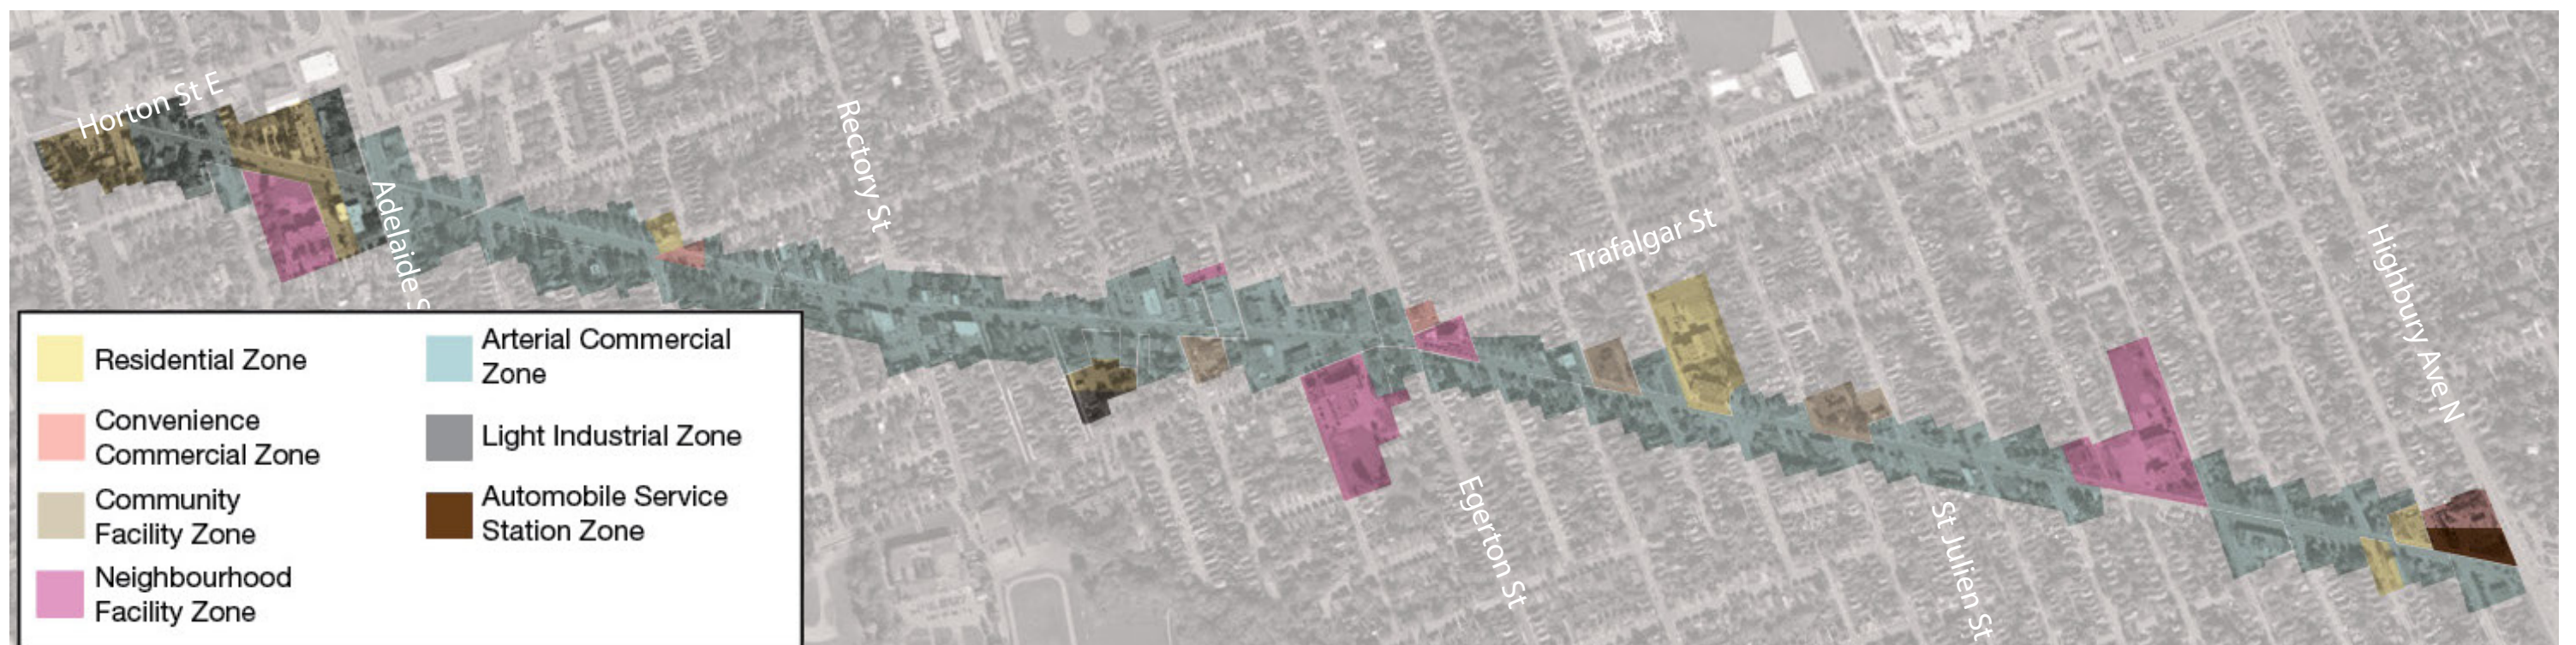 Horton St E
Rectory St
Adelaide S
Trafalgar St
Highbury Ave N
Egerton St
St Julien St
Residential Zone
Convenience
Commercial Zone
Community
Facility Zone
Neighbourhood
Facility Zone
Arterial Commercial
Zone
Light Industrial Zone
Automobile Service
Station Zone